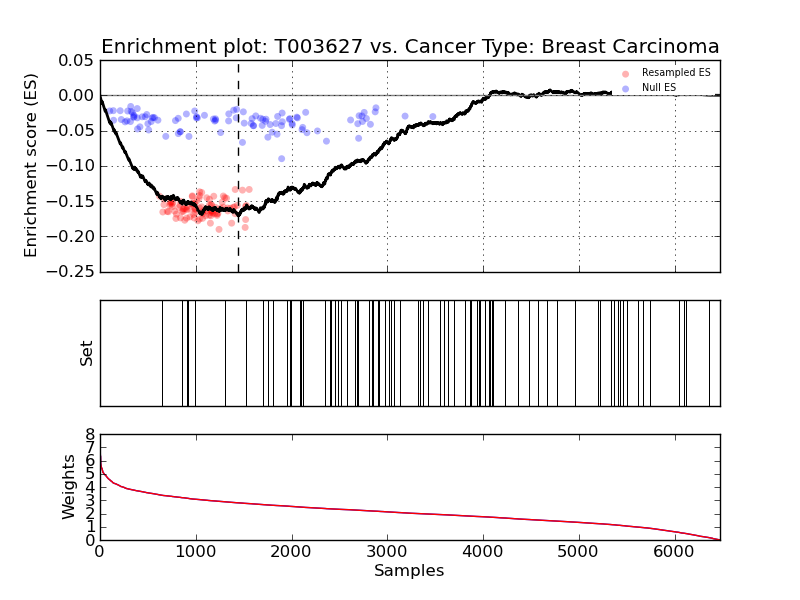 Enrichment plot: T003627 vs. Cancer Type: Breast Carcinoma
0.05
0.00
−0.05
−0.10
−0.15
−0.20
−0.25
Enrichment score (ES)
Resampled ES
Null ES
Set
8
7
6
5
4
3
2
1
0
Weights
0 1000 2000 3000 4000 5000 6000
Samples